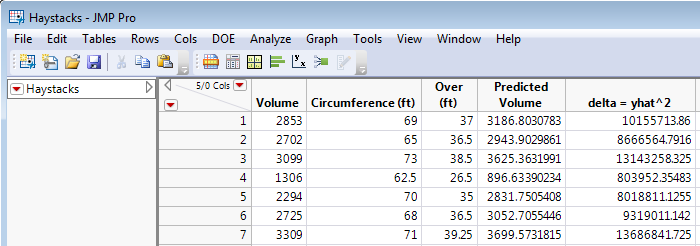 Haystacks - JMP Pro
File Edit Tables Rows Cols DOE Analyze Graph Tools View Window Help
Haystacks
5/0 Cols
Volume Circumference (ft) Over (ft) Predicted Volume delta = yhat^2
1 2853 69 37 3186.8030783 10155713.86
2 2702 65 36.5 2943.9029861 8666564.7916
3 3099 73 38.5 3625.3631991 13143258.325
4 1306 62.5 26.5 896.63390234 803952.35483
5 2294 70 35 2831.7505408 8018811.1255
6 2725 68 36.5 3052.7055446 9319011.142
7 3309 71 39.25 3699.5731815 13686841.725